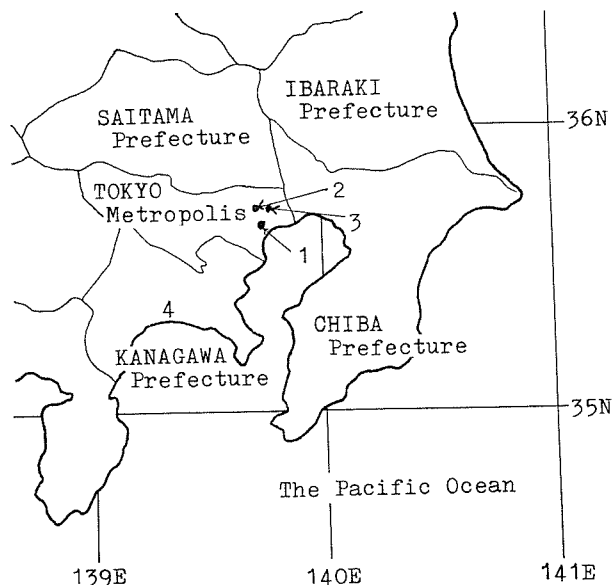 IBARAKI
Prefecture
36N
SAITAMA
Prefecture
TOKYO
Metropolis
2
3
1
4
KANAGAWA
Prefecture
CHIBA
Prefecture
35N
The Pacific Ocean
139E
140E
141E